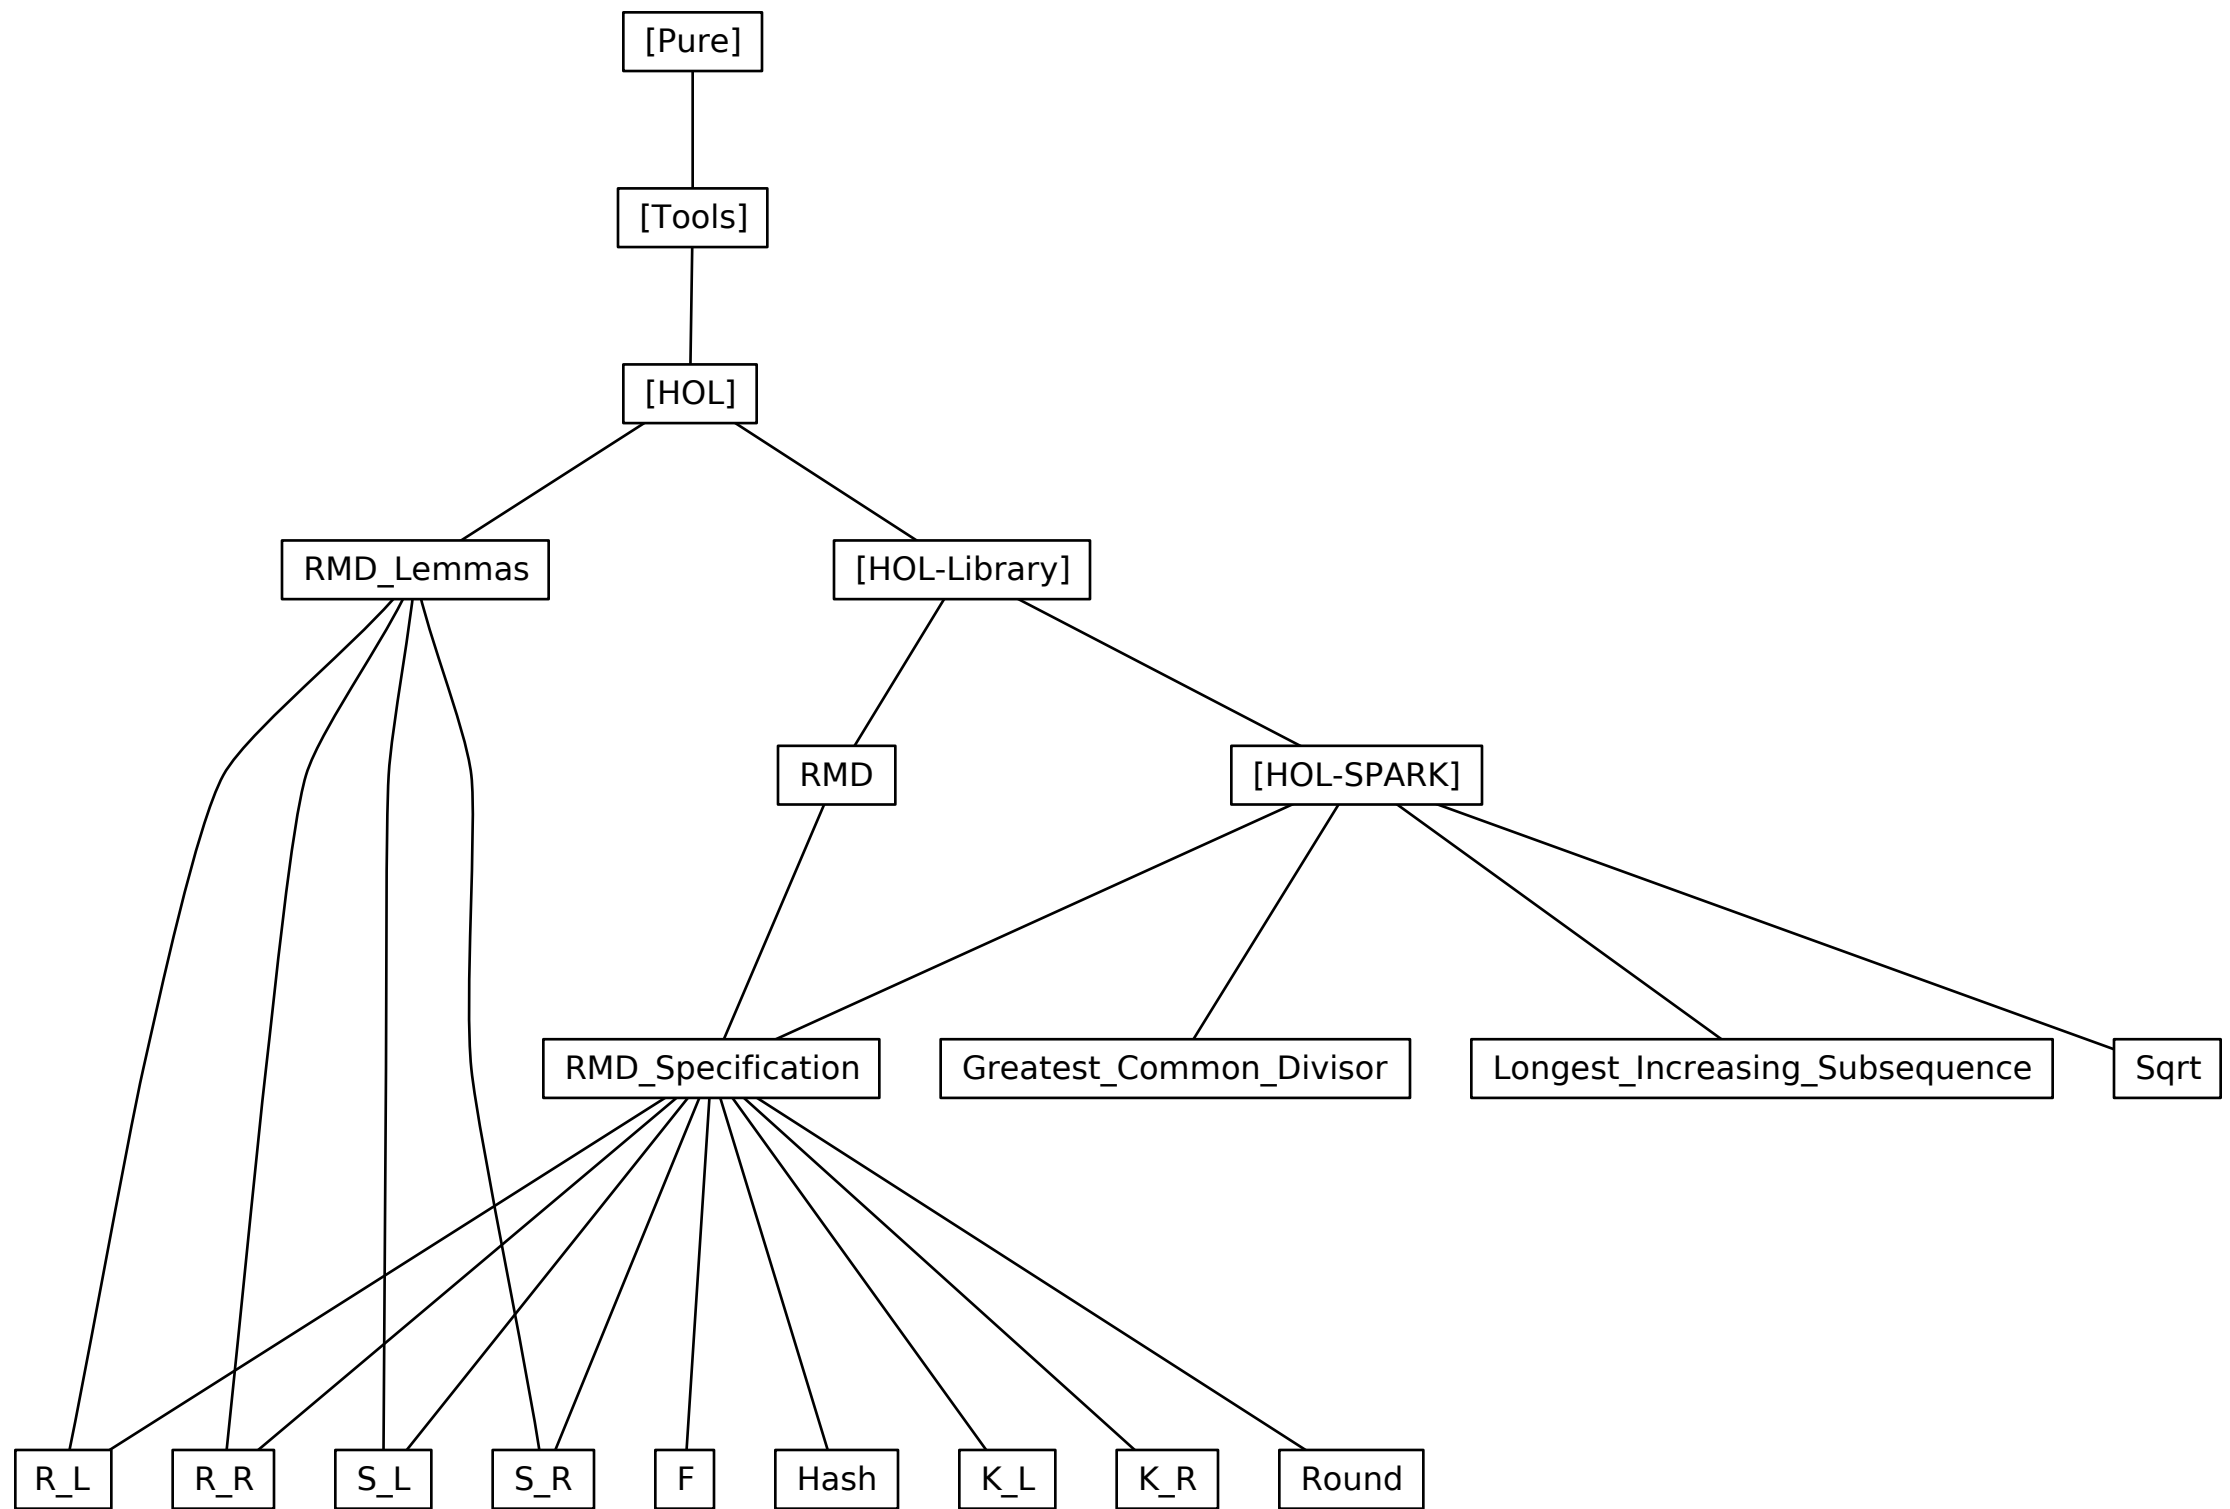 [Pure]
[Tools]
[HOL]
RMD_Lemmas
[HOL-Library]
RMD
[HOL-SPARK]
RMD_Specification
Greatest_Common_Divisor
Longest_Increasing_Subsequence
Sqrt
R_L
R_R
S_L
S_R
F
Hash
K_L
K_R
Round